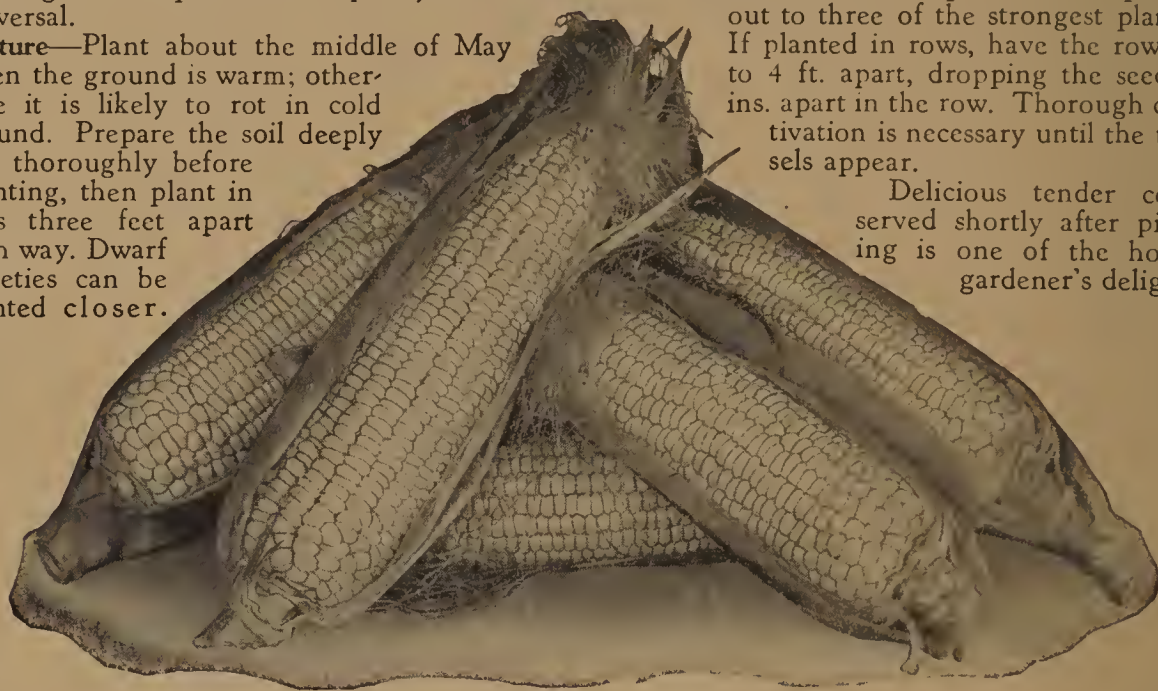 versal.
ture—Plant about the middle of May
en the ground is warm; other-
e it is likely to rot in cold
und. Prepare the soil deeply
thoroughly before
nting, then plant in
s three feet apart
h way. Dwarf
eties can be
nted closer.
out to three of the strongest plan
If planted in rows, have the row
to 4 ft. apart, dropping the seed
ins. apart in the row. Thorough c
tivation is necessary until the t
sels appear.
Delicious tender co
served shortly after pi
ing is one of the ho
gardener's delig